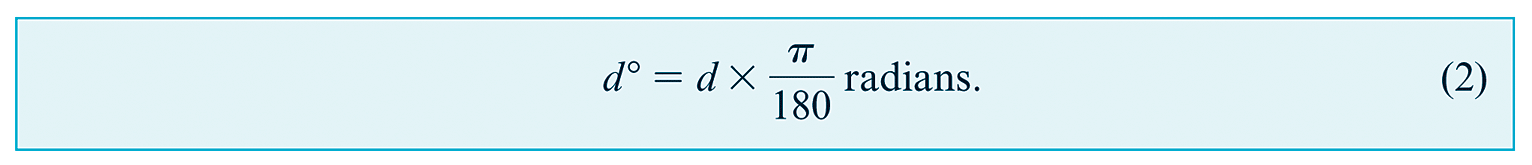 d° = d × π/180 radians. (2)